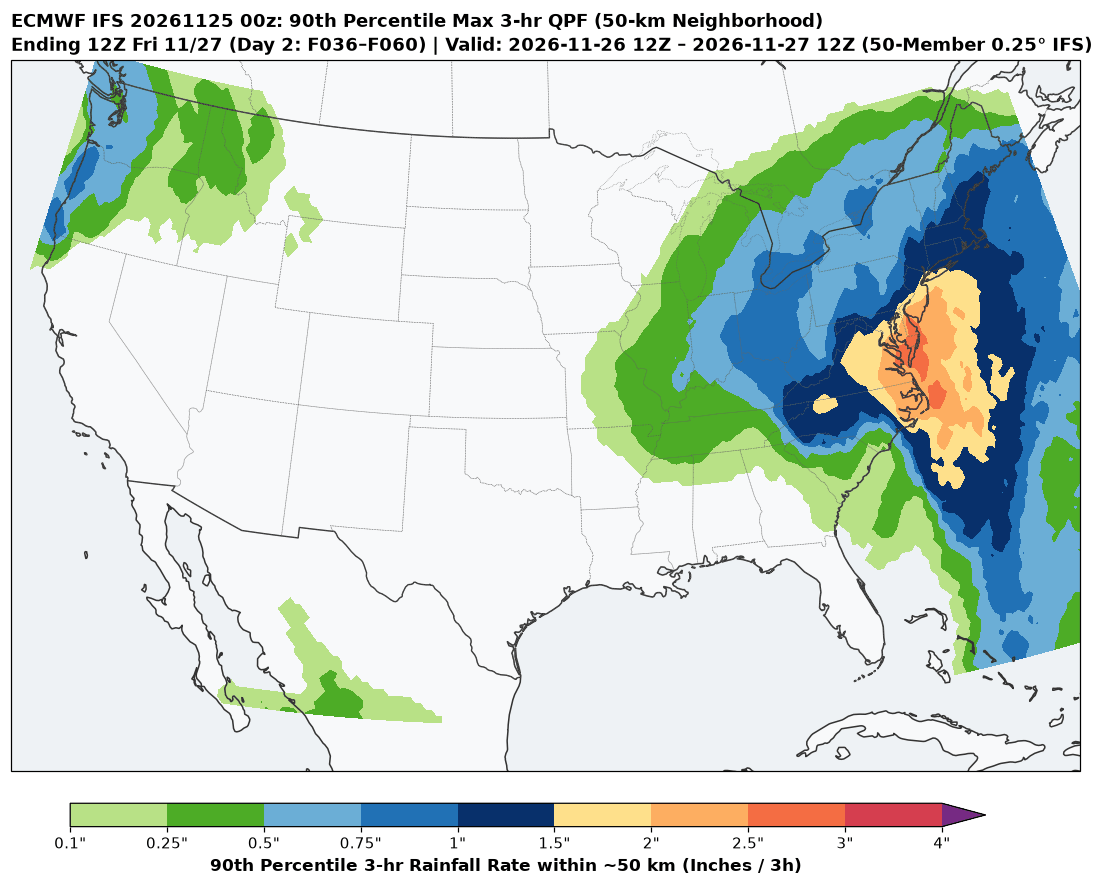 ECMWF IFS 20261125 00z: 90th Percentile Max 3-hr QPF (50-km Neighborhood)
Ending 12Z Fri 11/27 (Day 2: F036–F060) | Valid: 2026-11-26 12Z – 2026-11-27 12Z (50-Member 0.25° IFS)
0.1" 0.25" 0.5" 0.75" 1" 1.5" 2" 2.5" 3" 4"
90th Percentile 3-hr Rainfall Rate within ~50 km (Inches / 3h)